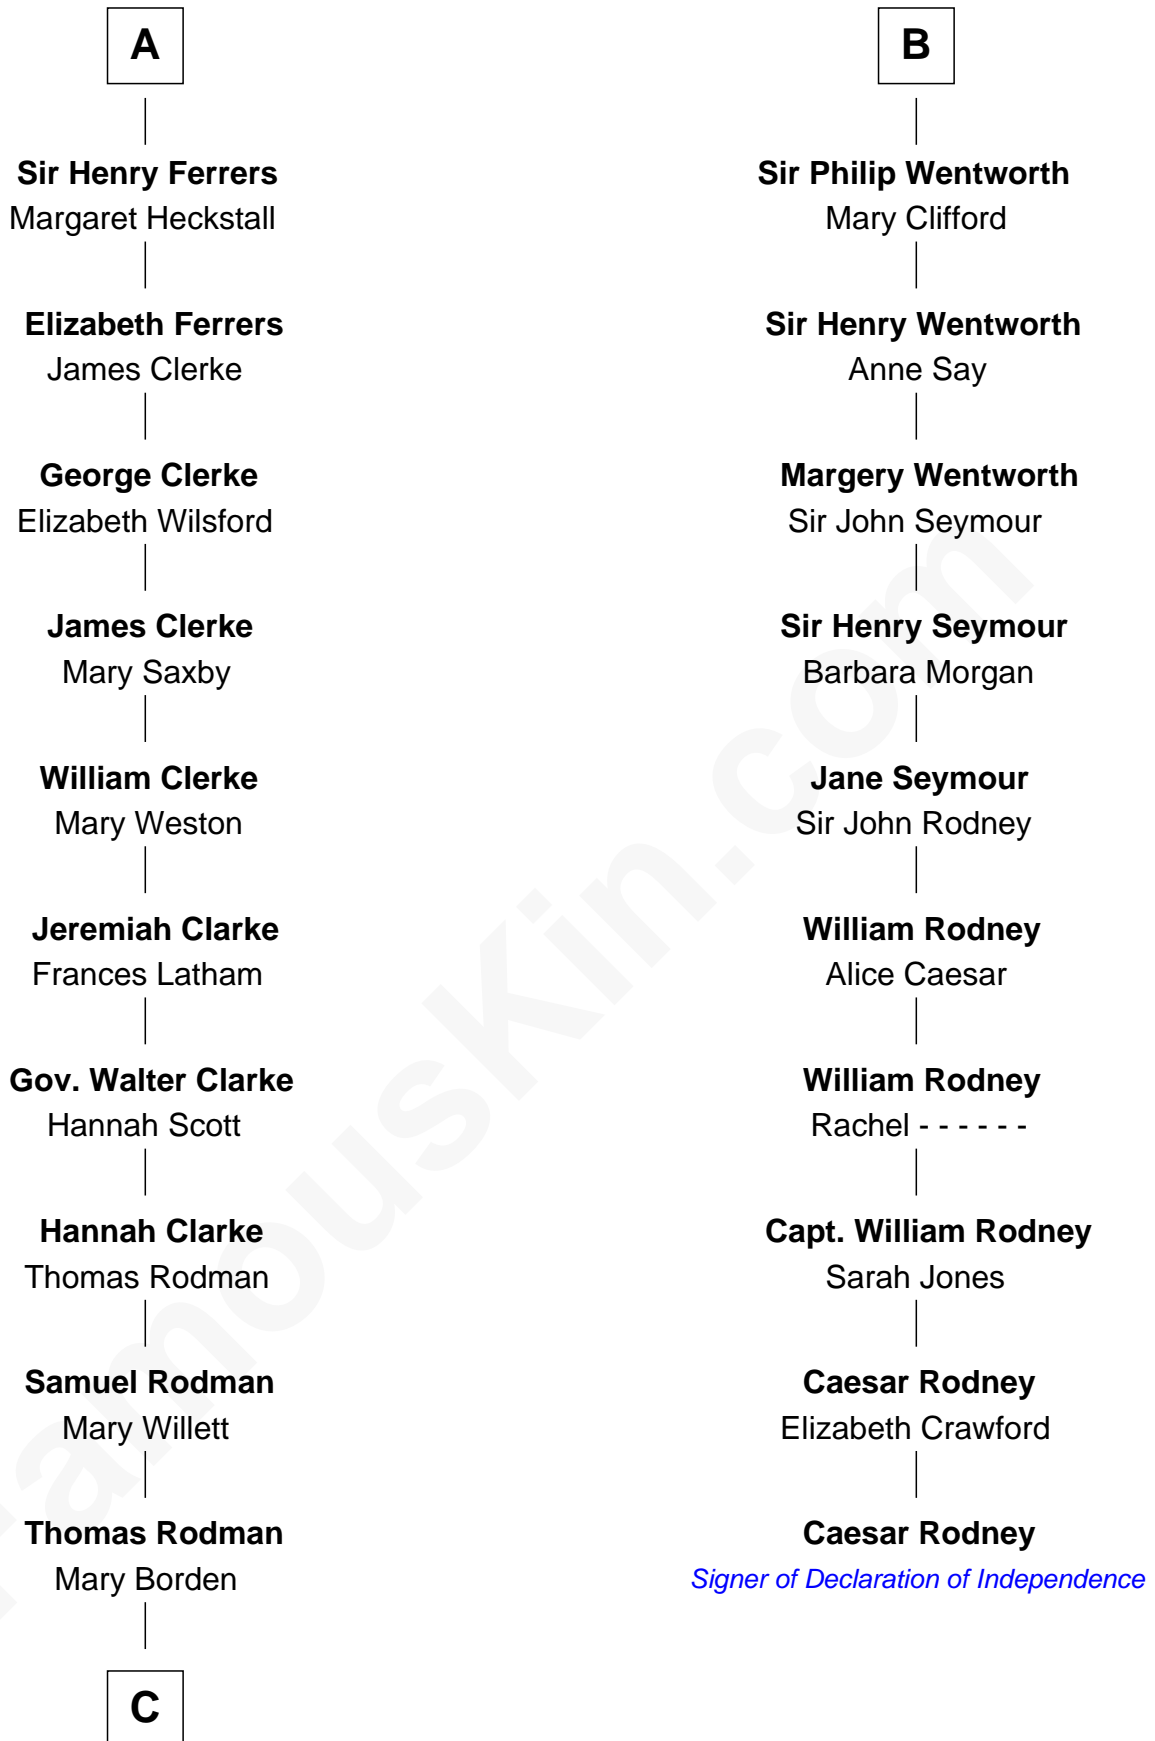 A
Sir Henry Ferrers
Margaret Heckstall
Elizabeth Ferrers
James Clerke
George Clerke
Elizabeth Wilsford
James Clerke
Mary Saxby
William Clerke
Mary Weston
Jeremiah Clarke
Frances Latham
Gov. Walter Clarke
Hannah Scott
Hannah Clarke
Thomas Rodman
Samuel Rodman
Mary Willett
Thomas Rodman
Mary Borden
C
B
Sir Philip Wentworth
Mary Clifford
Sir Henry Wentworth
Anne Say
Margery Wentworth
Sir John Seymour
Sir Henry Seymour
Barbara Morgan
Jane Seymour
Sir John Rodney
William Rodney
Alice Caesar
William Rodney
Rachel - - - - - -
Capt. William Rodney
Sarah Jones
Caesar Rodney
Elizabeth Crawford
Caesar Rodney
Signer of Declaration of Independence
FamousKin.com